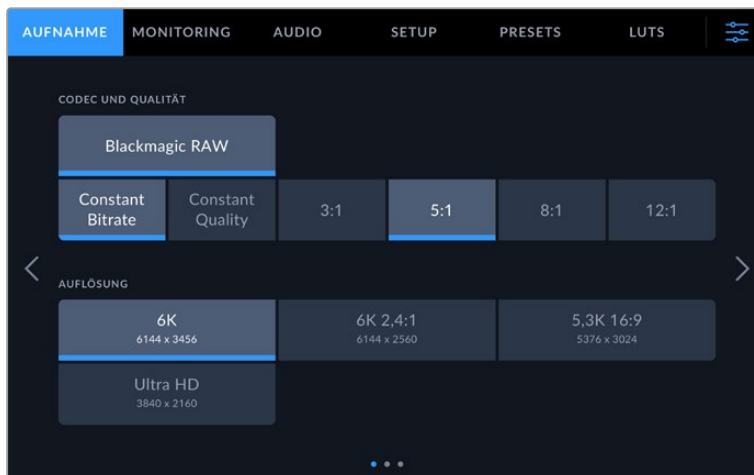 AUFNAHME MONITORING AUDIO SETUP PRESETS LUTS
CODEC UND QUALITÄT
Blackmagic RAW
Constant Bitrate Constant Quality 3:1 5:1 8:1 12:1
AUFLÖSUNG
6K 6K 2,4:1 5,3K 16:9
6144 x 3456 6144 x 2560 5376 x 3024
Ultra HD
3840 x 2160